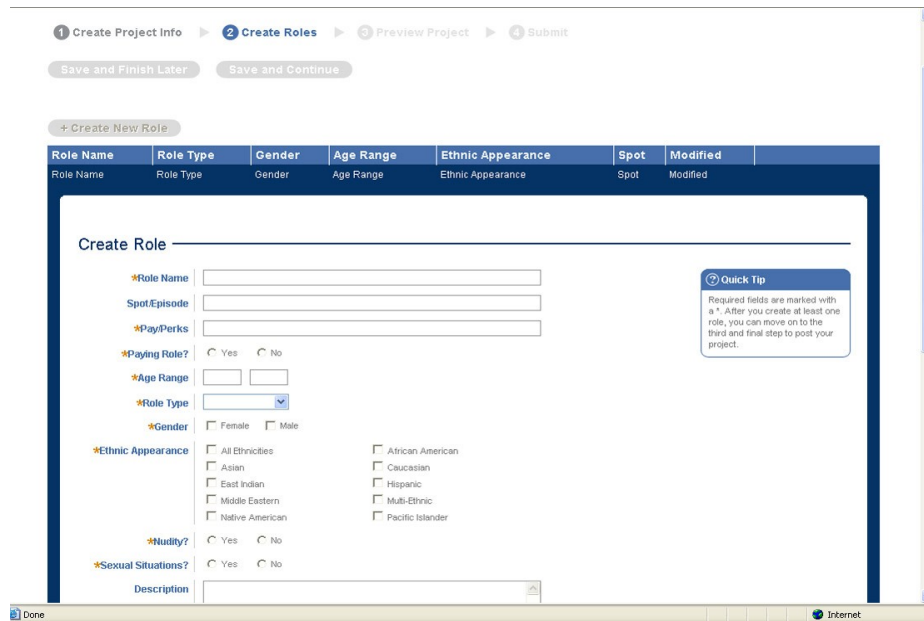 1 Create Project Info 2 Create Roles 3 Preview Project 4 Submit
Save and Finish Later Save and Continue
+ Create New Role
Role Name Role Type Gender Age Range Ethnic Appearance Spot Modified
Role Name Role Type Gender Age Range Ethnic Appearance Spot Modified
Create Role
*Role Name
Spot/Episode
*Pay/Perks
*Paying Role? Yes No
*Age Range
*Role Type
*Gender Female Male
*Ethnic Appearance All Ethnicities African American
Asian Caucasian
East Indian Hispanic
Middle Eastern Multi-Ethnic
Native American Pacific Islander
*Nudity? Yes No
*Sexual Situations? Yes No
Description
? Quick Tip
Required fields are marked with
a *. After you create at least one
role, you can move on to the
third and final step to post your
project.
Done Internet